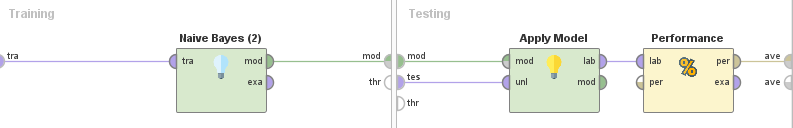 Training
Testing
Naive Bayes (2)
Apply Model
Performance
tra
tra
mod
mod
mod
mod
lab
lab
per
ave
exa
thr
tes
unl
mod
per
exa
ave
thr
%